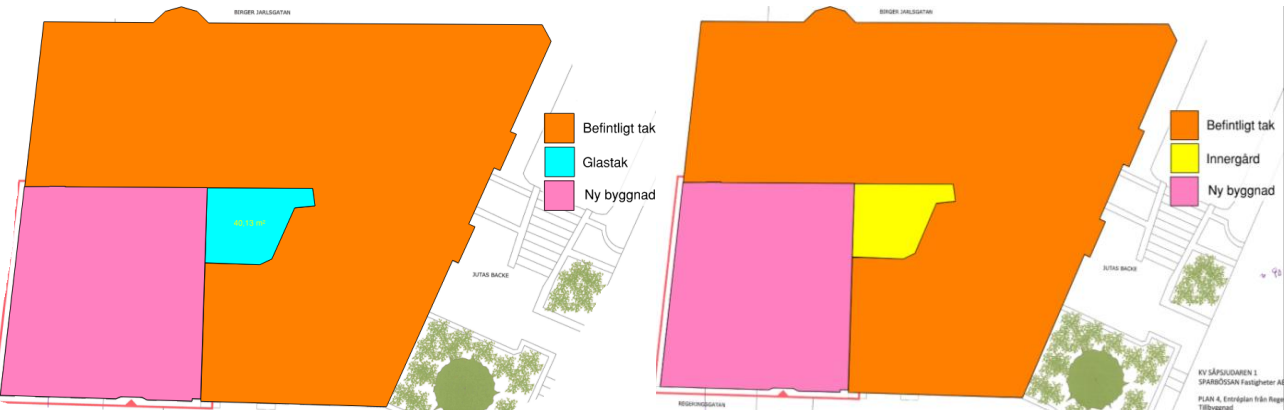 BIRGER JARLSGATAN
Befintligt tak
Glastak
Ny byggnad
40.13 m²
JUTAS BACKE
BIRGER JARLSGATAN
Befintligt tak
Innergård
Ny byggnad
JUTAS BACKE
REGERINGSGATAN
KV SÅPSJUDAREN 1
SPARBÖSSAN Fastigheter AB
PLAN 4, Entréplan från Rege
Tillbyggnad